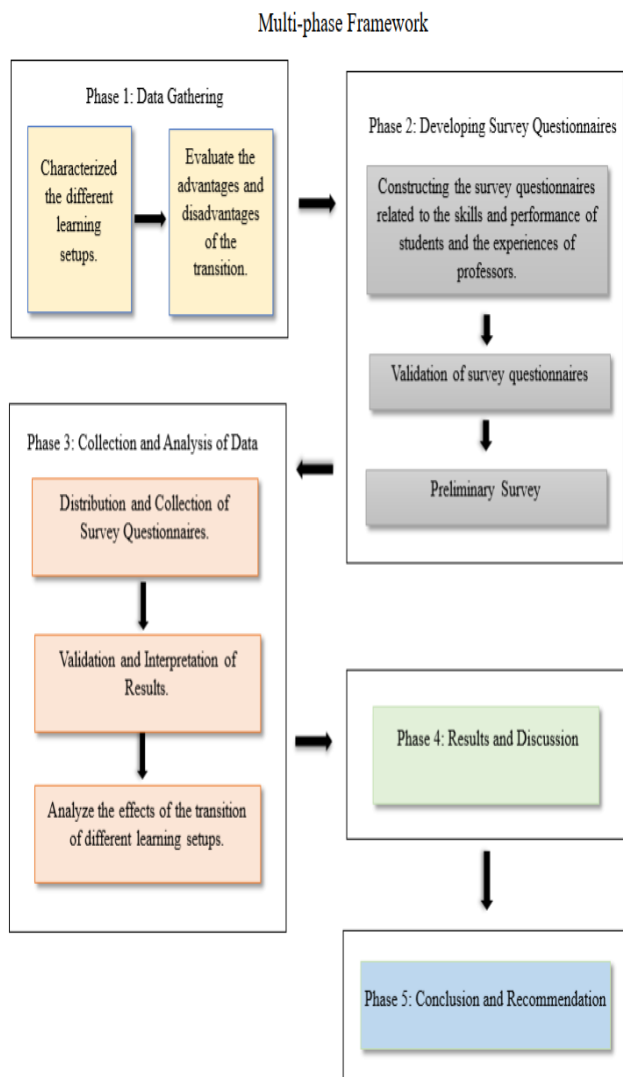 Multi-phase Framework
Phase 1: Data Gathering
Characterized
the different
learning
setups.
Evaluate the
advantages and
disadvantages
of the
transition.
Phase 2: Developing Survey Questionnaires
Constructing the survey questionnaires
related to the skills and performance of
students and the experiences of
professors.
Validation of survey questionnaires
Preliminary Survey
Phase 3: Collection and Analysis of Data
Distribution and Collection of
Survey Questionnaires.
Validation and Interpretation of
Results.
Analyze the effects of the transition
of different learning setups.
Phase 4: Results and Discussion
Phase 5: Conclusion and Recommendation